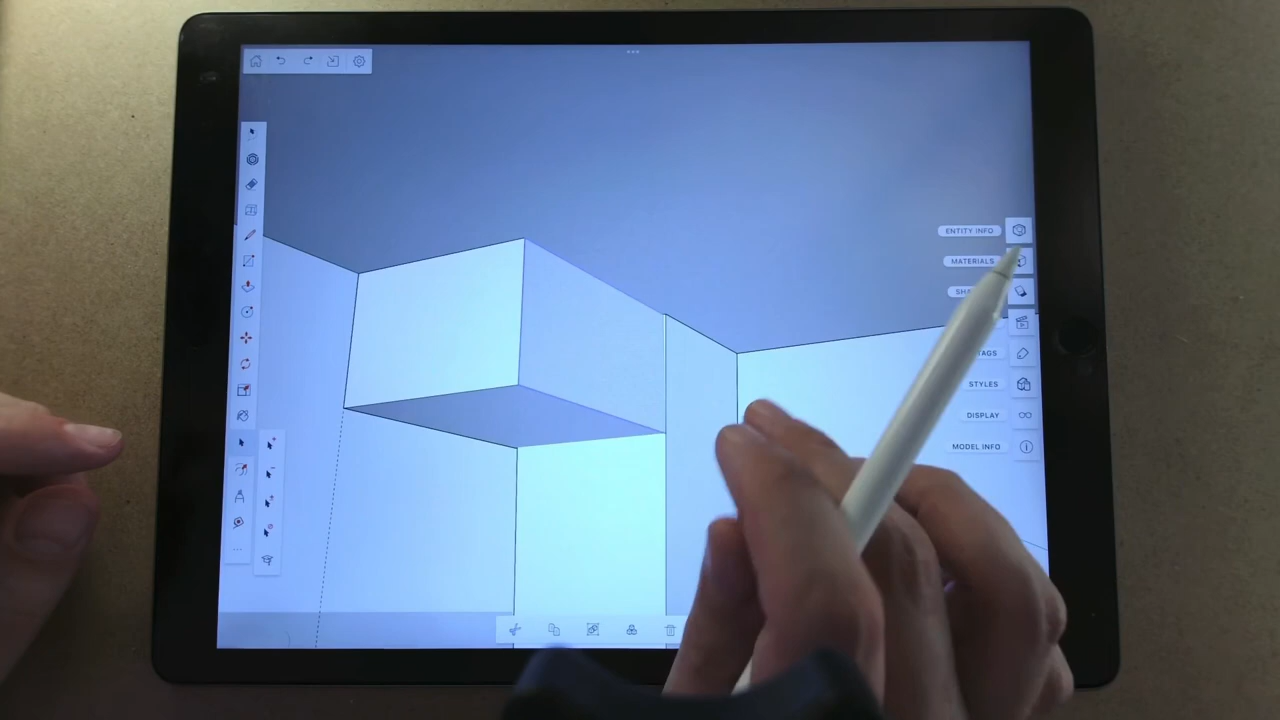 ENTITY INFO
MATERIALS
TAGS
STYLES
DISPLAY
MODEL INFO